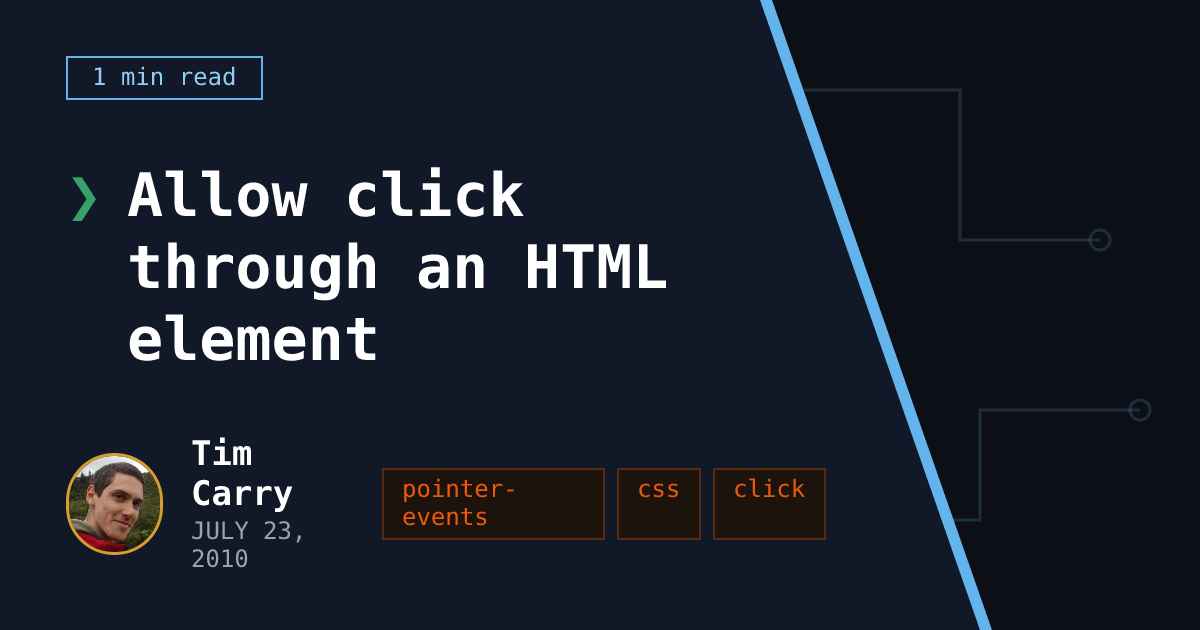 1 min read
❯ Allow click
through an HTML
element
Tim
Carry
JULY 23,
2010
pointer-
events
css
click